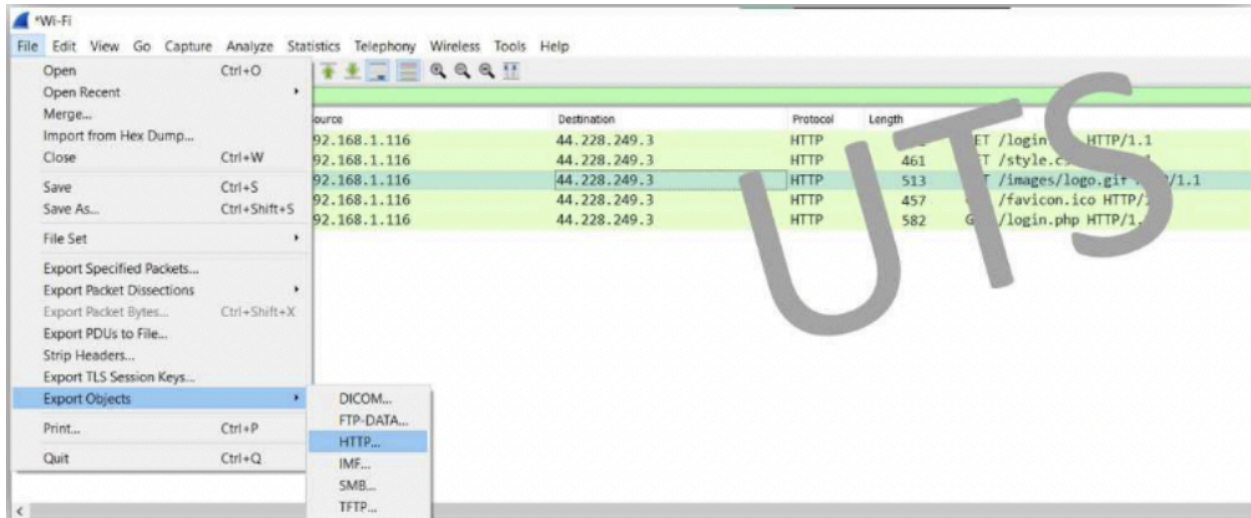 *Wi-Fi
File Edit View Go Capture Analyze Statistics Telephony Wireless Tools Help
Open Ctrl+O
Open Recent
Merge...
Import from Hex Dump...
Close Ctrl+W
Save Ctrl+S
Save As... Ctrl+Shift+S
File Set
Export Specified Packets...
Export Packet Dissections
Export Packet Bytes... Ctrl+Shift+X
Export PDUs to File...
Strip Headers...
Export TLS Session Keys...
Export Objects
Print... Ctrl+P
Quit Ctrl+Q
DICOM...
FTP-DATA...
HTTP...
IMF...
SMB...
TFTP...
ource Destination Protocol Length
92.168.1.116 44.228.249.3 HTTP ET /login HTTP/1.1
92.168.1.116 44.228.249.3 HTTP 461 /style.cs
92.168.1.116 44.228.249.3 HTTP 513 /images/logo.gif /1.1
92.168.1.116 44.228.249.3 HTTP 457 /favicon.ico HTTP/
92.168.1.116 44.228.249.3 HTTP 582 G /login.php HTTP/1.
UTS